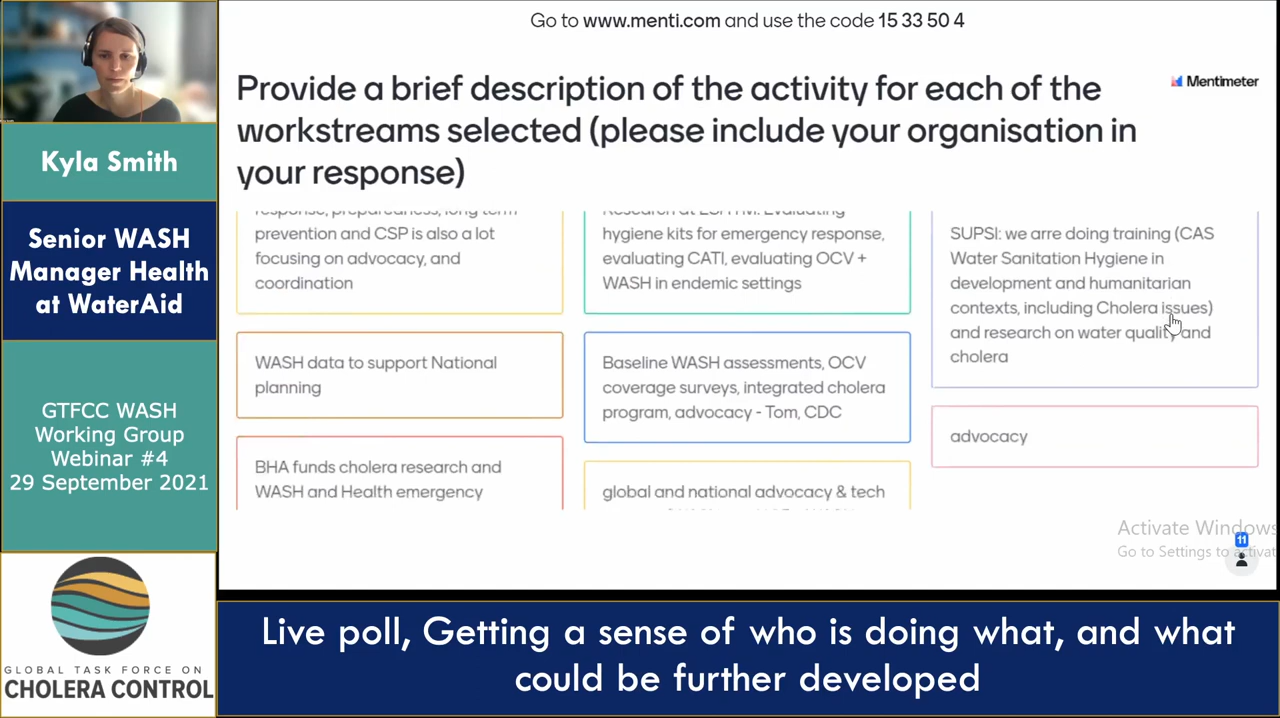 Go to www.menti.com and use the code 15 33 50 4
Provide a brief description of the activity for each of the
workstreams selected (please include your organisation in
your response)
Mentimeter
response, preparedness, long term
prevention and CSP is also a lot
focusing on advocacy, and
coordination
WASH data to support National
planning
BHA funds cholera research and
WASH and Health emergency
hygiene kits for emergency response,
evaluating CATI, evaluating OCV +
WASH in endemic settings
Baseline WASH assessments, OCV
coverage surveys, integrated cholera
program, advocacy - Tom, CDC
global and national advocacy & tech
SUPSI: we arre doing training (CAS
Water Sanitation Hygiene in
development and humanitarian
contexts, including Cholera issues)
and research on water quality and
cholera
advocacy
Activate Windows
Go to Settings to activat
11
Kyla Smith
Senior WASH
Manager Health
at WaterAid
GTFCC WASH
Working Group
Webinar #4
29 September 2021
GLOBAL TASK FORCE ON
CHOLERA CONTROL
Live poll, Getting a sense of who is doing what, and what
could be further developed